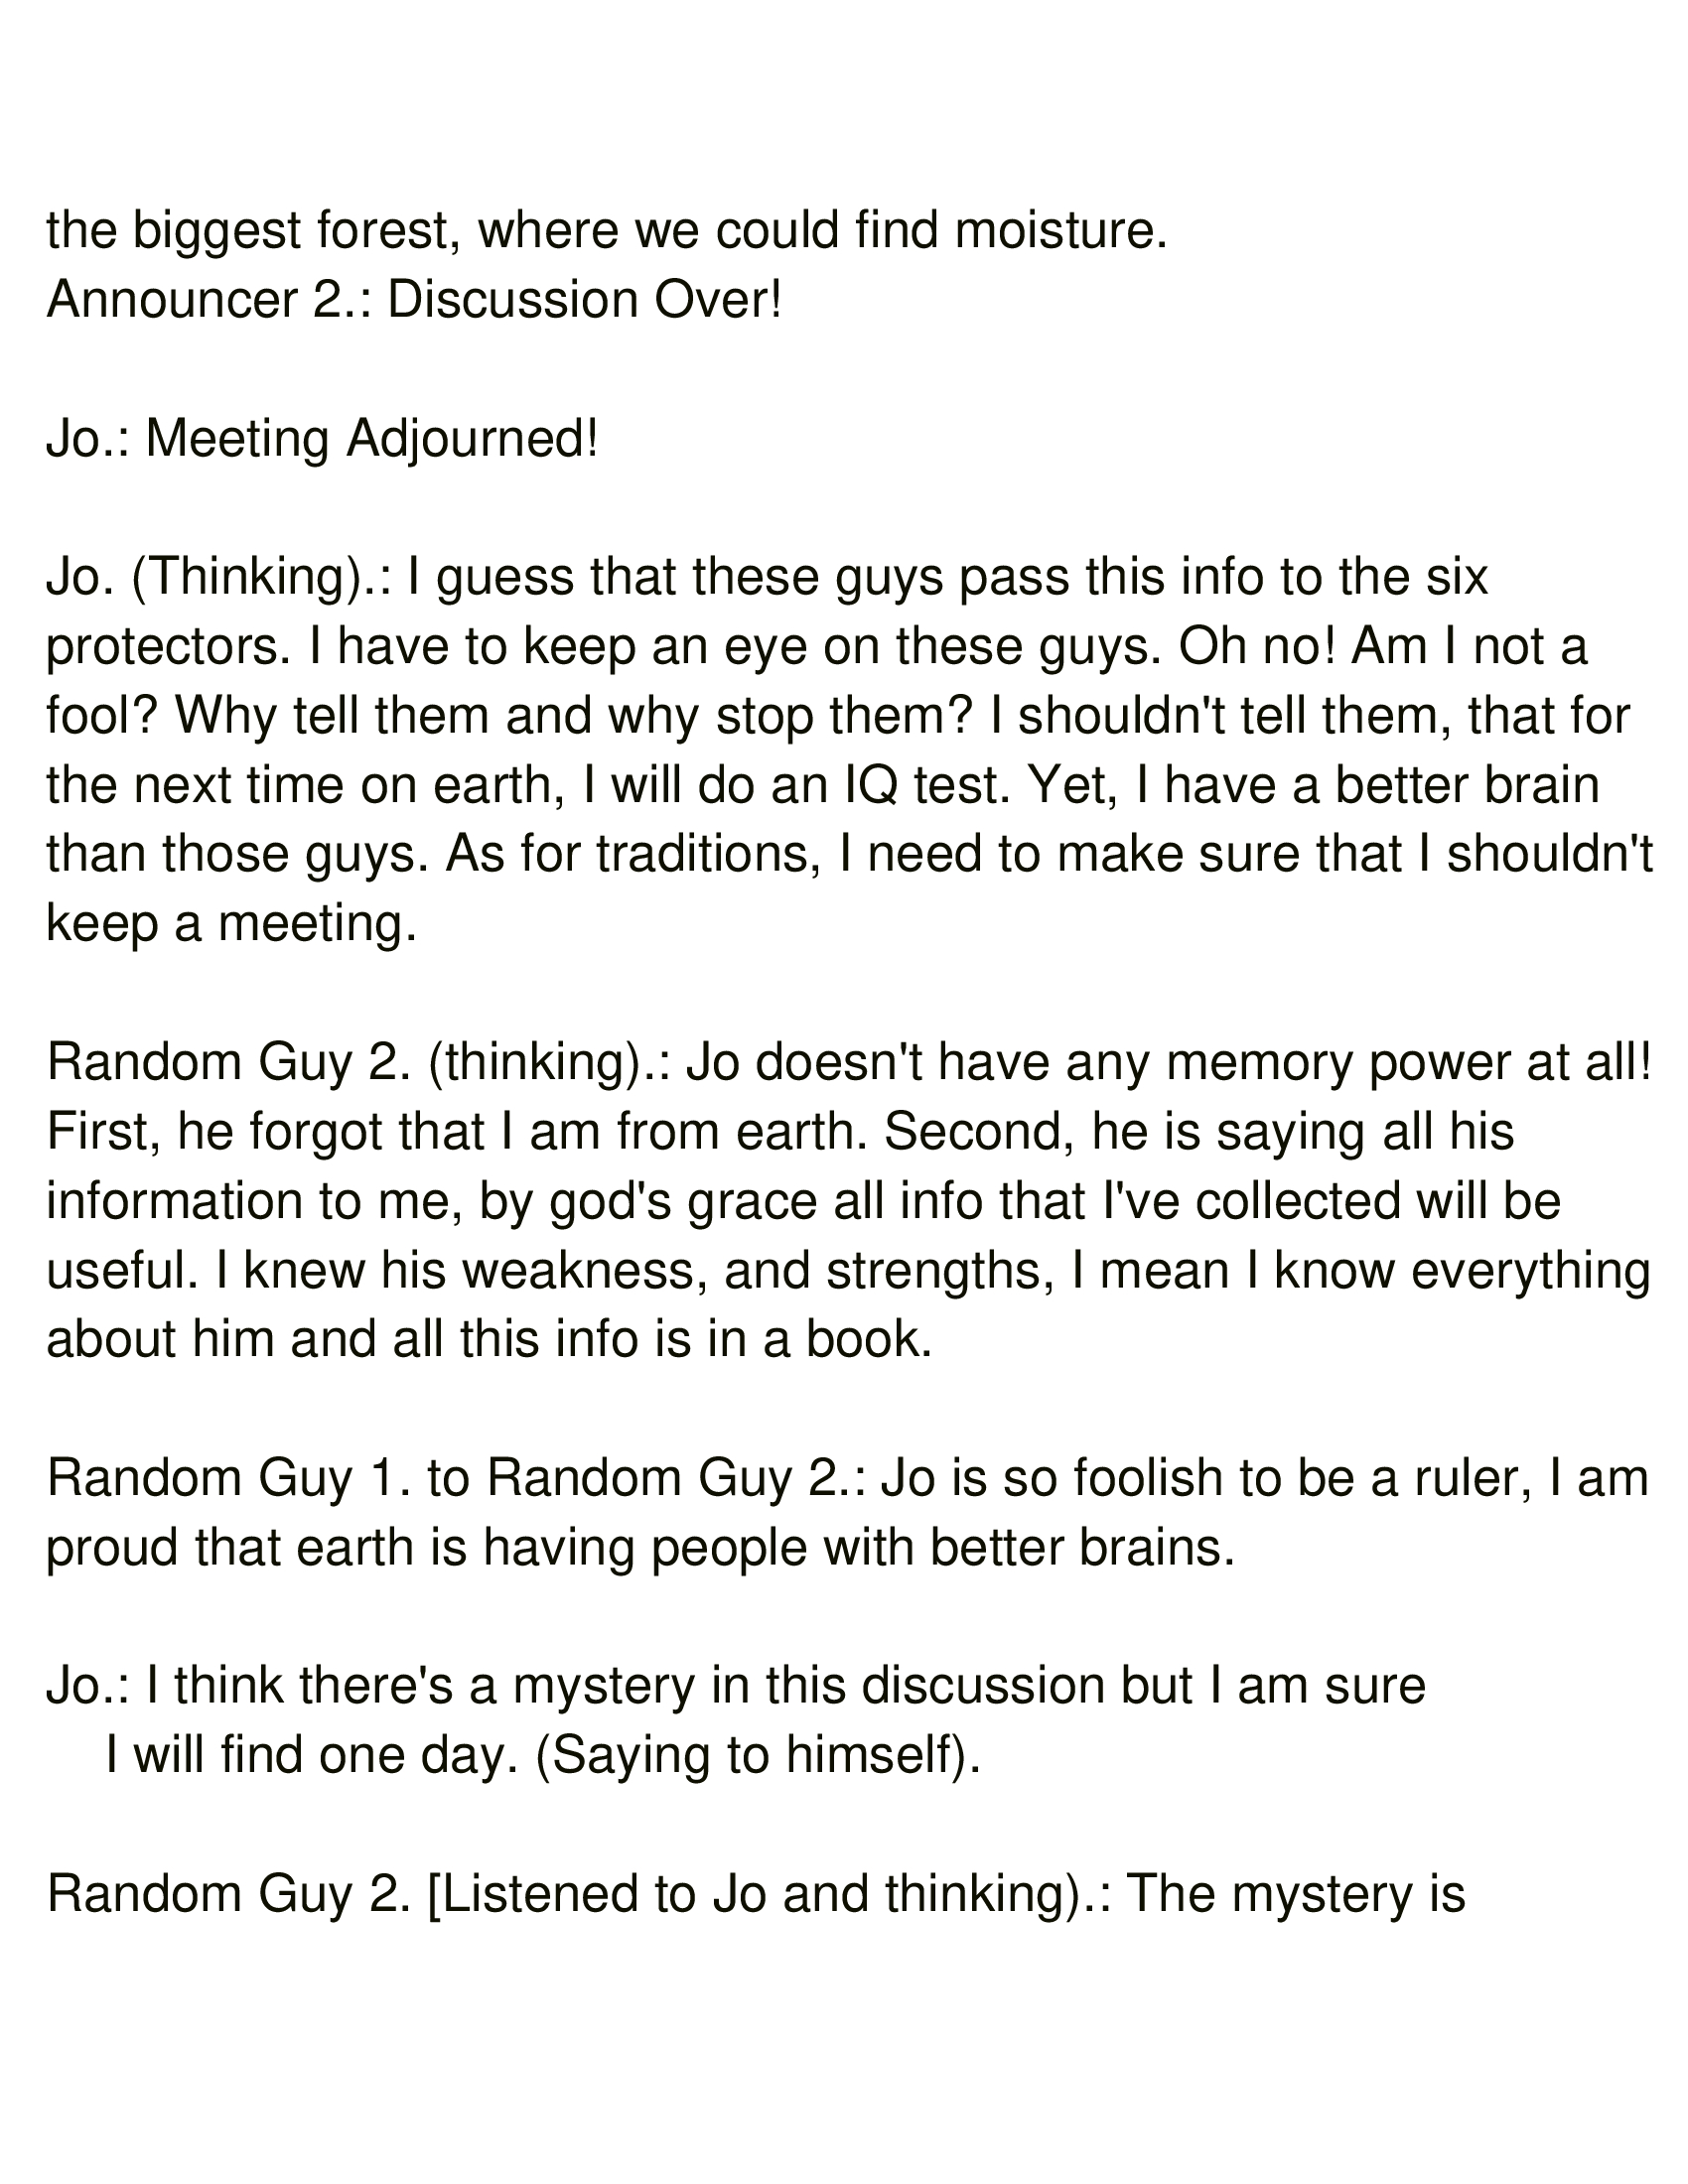 the biggest forest, where we could find moisture.
Announcer 2.: Discussion Over!
Jo.: Meeting Adjourned!
Jo. (Thinking).: I guess that these guys pass this info to the six
protectors. I have to keep an eye on these guys. Oh no! Am I not a
fool? Why tell them and why stop them? I shouldn't tell them, that for
the next time on earth, I will do an IQ test. Yet, I have a better brain
than those guys. As for traditions, I need to make sure that I shouldn't
keep a meeting.
Random Guy 2. (thinking).: Jo doesn't have any memory power at all!
First, he forgot that I am from earth. Second, he is saying all his
information to me, by god's grace all info that I've collected will be
useful. I knew his weakness, and strengths, I mean I know everything
about him and all this info is in a book.
Random Guy 1. to Random Guy 2.: Jo is so foolish to be a ruler, I am
proud that earth is having people with better brains.
Jo.: I think there's a mystery in this discussion but I am sure
I will find one day. (Saying to himself).
Random Guy 2. [Listened to Jo and thinking).: The mystery is